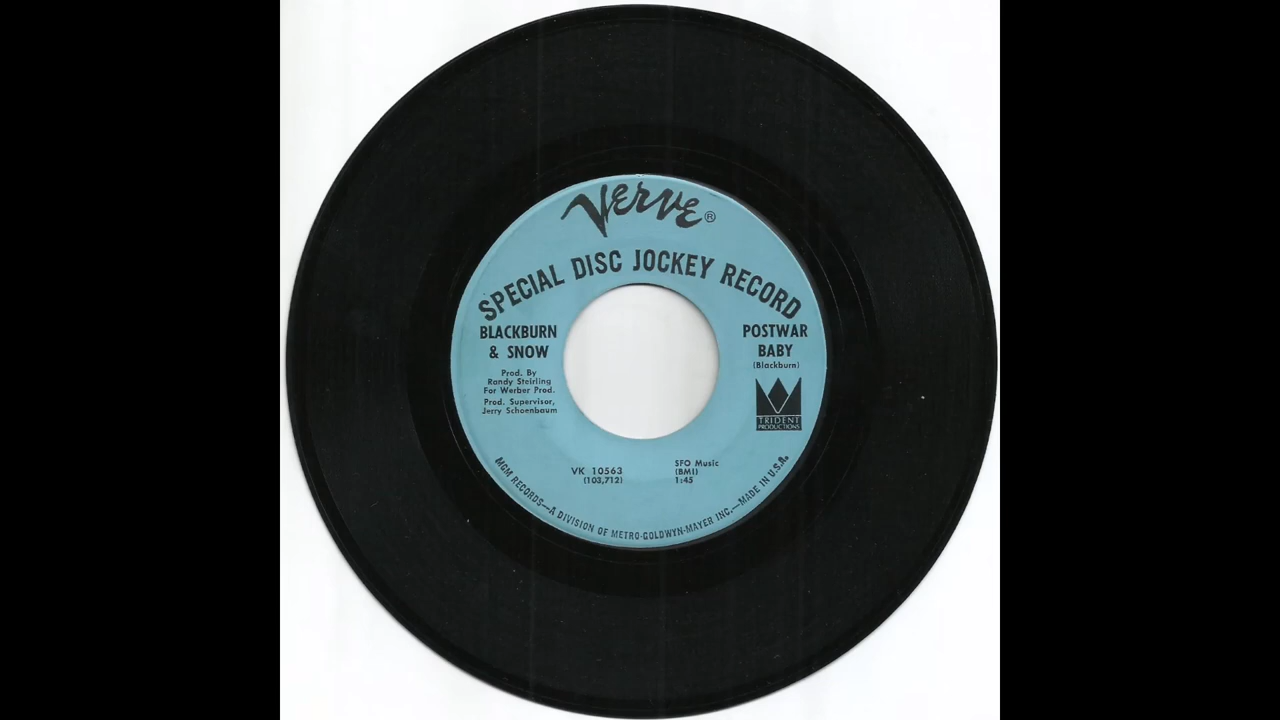 VERVE®
SPECIAL DISC JOCKEY RECORD
BLACKBURN
& SNOW
Prod. By
Randy Steirling
For Werber Prod.
Prod. Supervisor,
Jerry Schoenbaum
POSTWAR
BABY
(Blackburn)
TRIDENT
PRODUCTIONS
VK 10563
(103,712)
SFO Music
(BMI)
1:45
MGM RECORDS—A DIVISION OF METRO-GOLDWYN-MAYER INC.—MADE IN U.S.A.